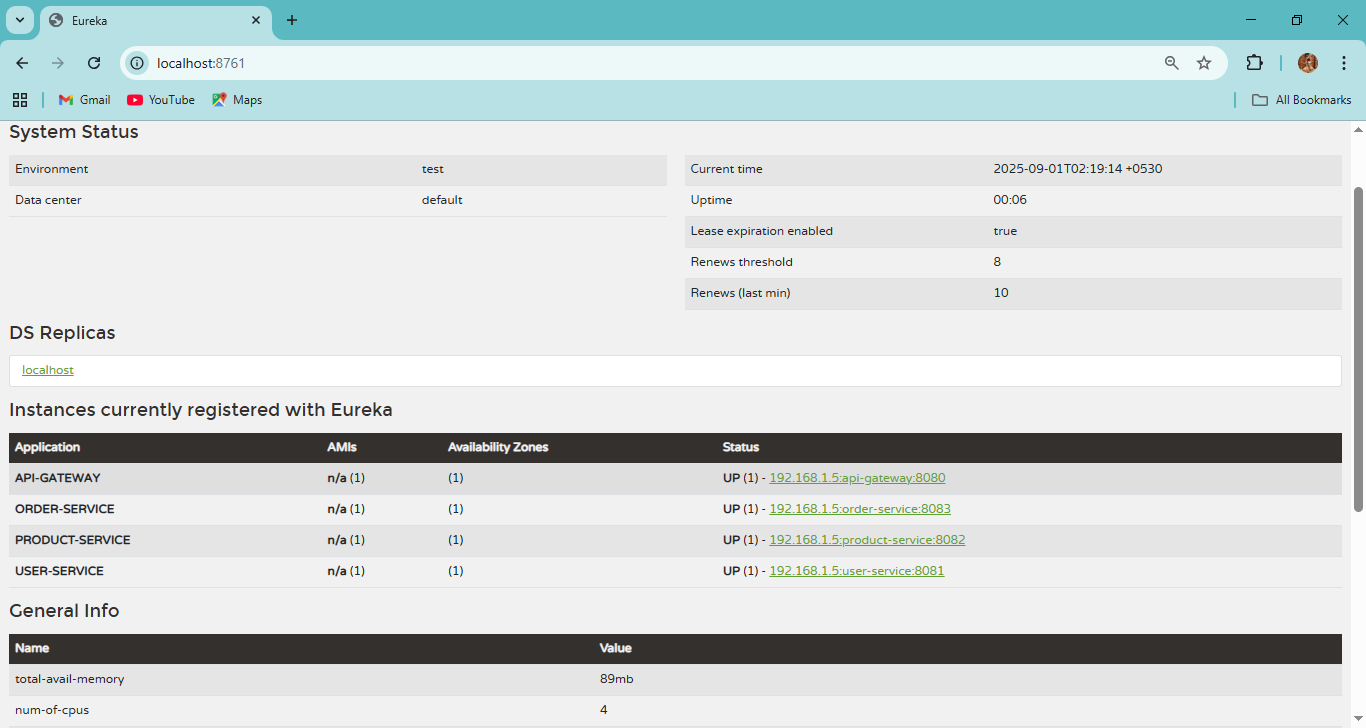 Eureka
localhost:8761
Gmail YouTube Maps All Bookmarks
System Status
Environment test
Data center default
Current time 2025-09-01T02:19:14 +0530
Uptime 00:06
Lease expiration enabled true
Renews threshold 8
Renews (last min) 10
DS Replicas
localhost
Instances currently registered with Eureka
Application AMIs Availability Zones Status
API-GATEWAY n/a (1) (1) UP (1) - 192.168.1.5:api-gateway:8080
ORDER-SERVICE n/a (1) (1) UP (1) - 192.168.1.5:order-service:8083
PRODUCT-SERVICE n/a (1) (1) UP (1) - 192.168.1.5:product-service:8082
USER-SERVICE n/a (1) (1) UP (1) - 192.168.1.5:user-service:8081
General Info
Name Value
total-avail-memory 89mb
num-of-cpus 4